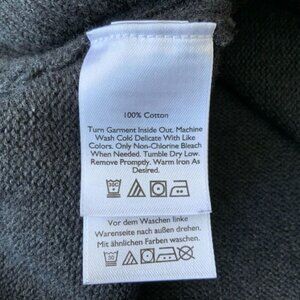 100% Cotton
Turn Garment Inside Out. Machine
Wash Cold Delicate With Like
Colors. Only Non-Chlorine Bleach
When Needed. Tumble Dry Low.
Remove Promptly. Warm Iron As
Desired.
Vor dem Waschen linke
Warenseite nach außen drehen.
Mit ähnlichen Farben waschen.